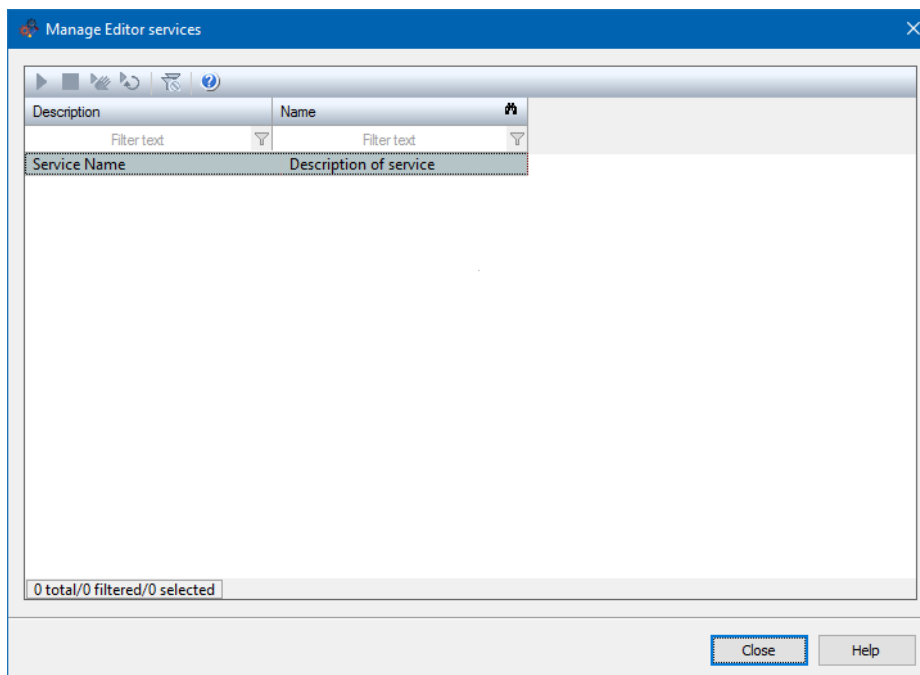 Manage Editor services
Description Name
Filter text Filter text
Service Name Description of service
0 total/0 filtered/0 selected
Close Help